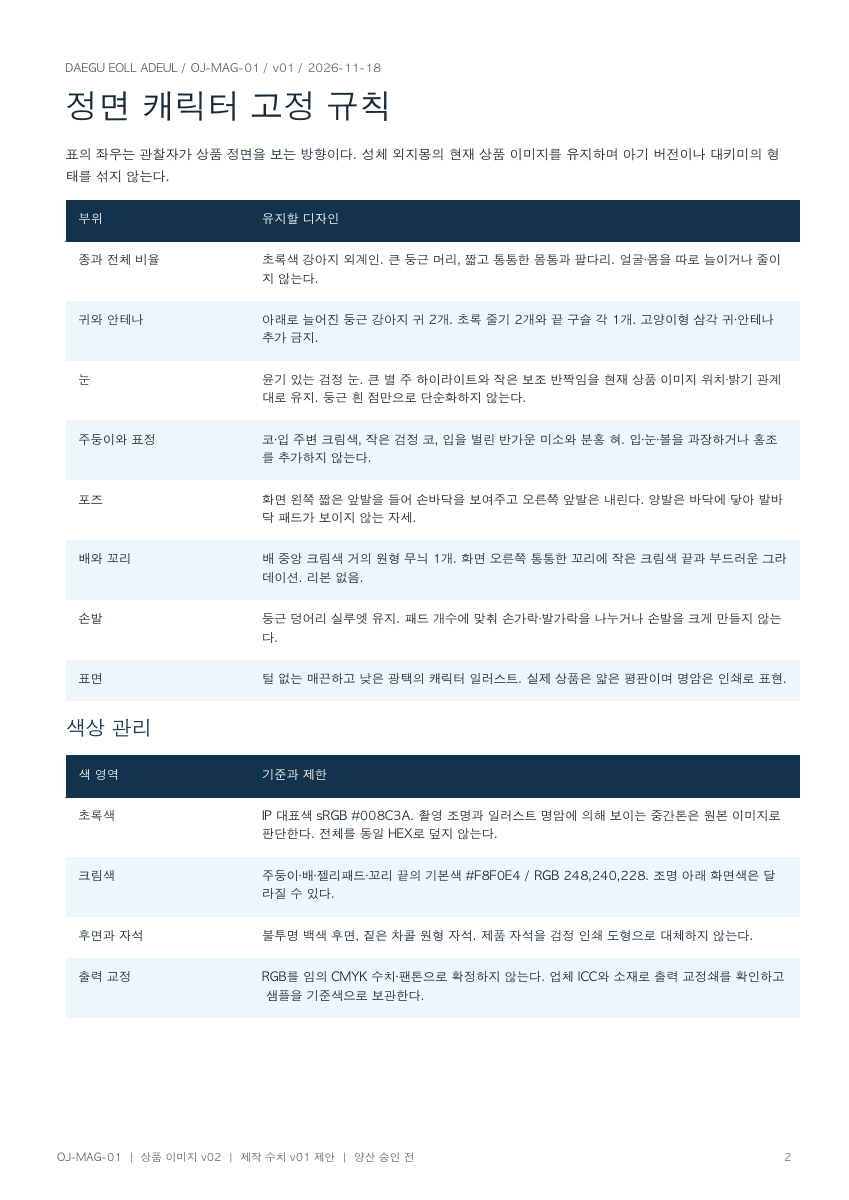 DAEGU EOLL ADEUL / OJ-MAG-01 / v01 / 2026-11-18
정면 캐릭터 고정 규칙
표의 좌우는 관찰자가 상품 정면을 보는 방향이다. 성체 외지몽의 현재 상품 이미지를 유지하며 아기 버전이나 대키미의 형
태를 섞지 않는다.
부위 유지할 디자인
종과 전체 비율 초록색 강아지 외계인. 큰 둥근 머리, 짧고 통통한 몸통과 팔다리. 얼굴·몸을 따로 늘이거나 줄이
지 않는다.
귀와 안테나 아래로 늘어진 둥근 강아지 귀 2개. 초록 줄기 2개와 끝 구슬 각 1개. 고양이형 삼각 귀·안테나
추가 금지.
눈 윤기 있는 검정 눈. 큰 별 주 하이라이트와 작은 보조 반짝임을 현재 상품 이미지 위치·밝기 관계
대로 유지. 둥근 흰 점만으로 단순화하지 않는다.
주둥이와 표정 코·입 주변 크림색, 작은 검정 코, 입을 벌린 반가운 미소와 분홍 혀. 입·눈·볼을 과장하거나 홍조
를 추가하지 않는다.
포즈 화면 왼쪽 짧은 앞발을 들어 손바닥을 보여주고 오른쪽 앞발은 내린다. 양발은 바닥에 닿아 발바
닥 패드가 보이지 않는 자세.
배와 꼬리 배 중앙 크림색 거의 원형 무늬 1개. 화면 오른쪽 통통한 꼬리에 작은 크림색 끝과 부드러운 그라
데이션. 리본 없음.
손발 둥근 덩어리 실루엣 유지. 패드 개수에 맞춰 손가락·발가락을 나누거나 손발을 크게 만들지 않는
다.
표면 털 없는 매끈하고 낮은 광택의 캐릭터 일러스트. 실제 상품은 얇은 평판이며 명암은 인쇄로 표현.
색상 관리
색 영역 기준과 제한
초록색 IP 대표색 sRGB #008C3A. 촬영 조명과 일러스트 명암에 의해 보이는 중간톤은 원본 이미지로
판단한다. 전체를 동일 HEX로 덮지 않는다.
크림색 주둥이·배·젤리패드·꼬리 끝의 기본색 #F8F0E4 / RGB 248,240,228. 조명 아래 화면색은 달
라질 수 있다.
후면과 자석 불투명 백색 후면, 짙은 차콜 원형 자석. 제품 자석을 검정 인쇄 도형으로 대체하지 않는다.
출력 교정 RGB를 임의 CMYK 수치·팬톤으로 확정하지 않는다. 업체 ICC와 소재로 출력 교정쇄를 확인하고
샘플을 기준색으로 보관한다.
OJ-MAG-01 | 상품 이미지 v02 | 제작 수치 v01 제안 | 양산 승인 전 2